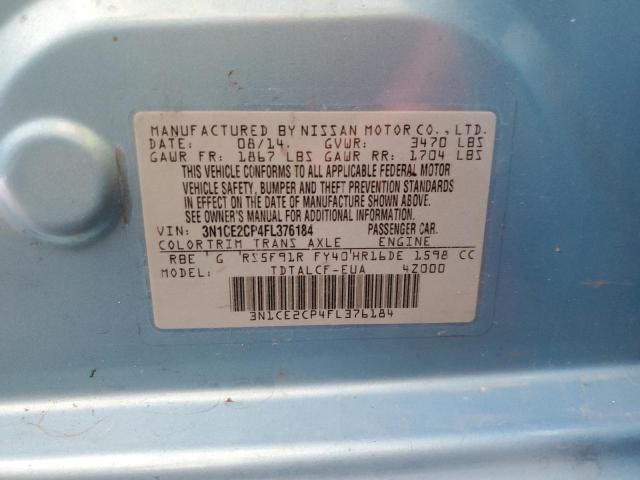 MANUFACTURED BY NISSAN MOTOR CO., LTD.
DATE: 08/14. GVWR: 3470 LBS
GAWR FR: 1867 LBS GAWR RR: 1704 LBS
THIS VEHICLE CONFORMS TO ALL APPLICABLE FEDERAL MOTOR
VEHICLE SAFETY, BUMPER AND THEFT PREVENTION STANDARDS
IN EFFECT ON THE DATE OF MANUFACTURE SHOWN ABOVE.
SEE OWNER'S MANUAL FOR ADDITIONAL INFORMATION.
VIN: 3N1CE2CP4FL376184 PASSENGER CAR.
COLOR TRIM TRANS AXLE ENGINE
RBE G RS5F91R FY40 HR16DE 1598 CC
MODEL: TDTALCF-EUA 4Z000
3N1CE2CP4FL376184